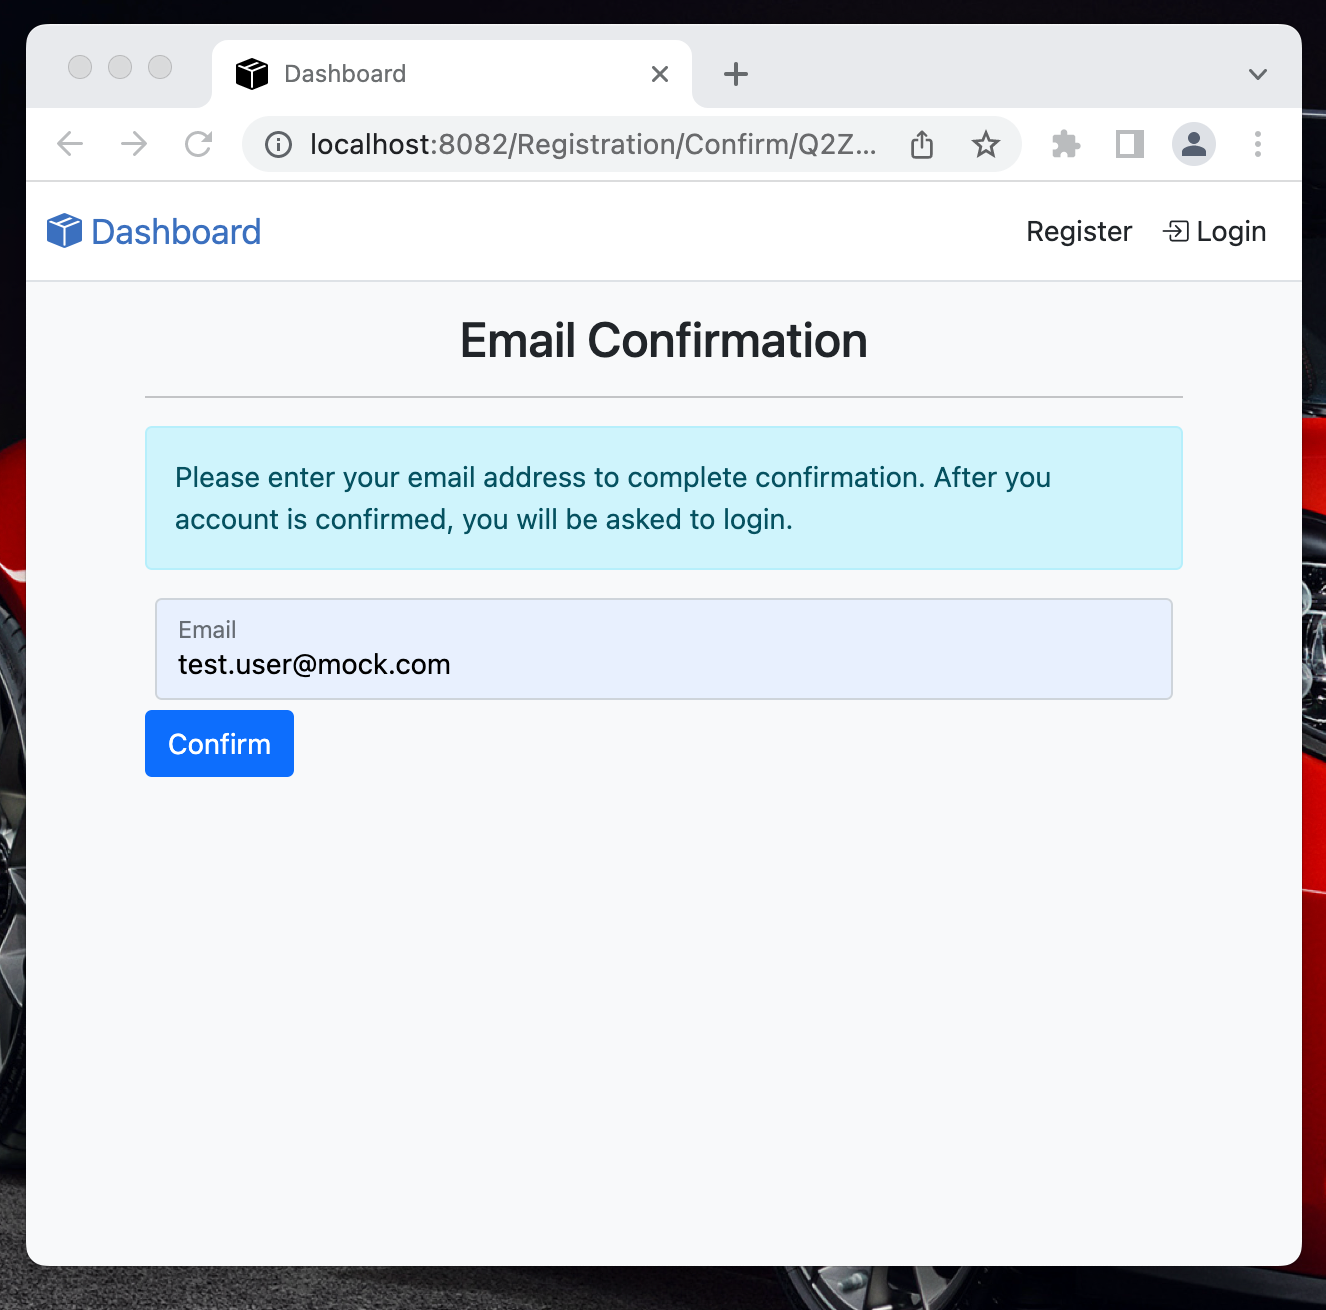 Dashboard
localhost:8082/Registration/Confirm/Q2Z...
Dashboard
Register
Login
Email Confirmation
Please enter your email address to complete confirmation. After you
account is confirmed, you will be asked to login.
Email
test.user@mock.com
Confirm